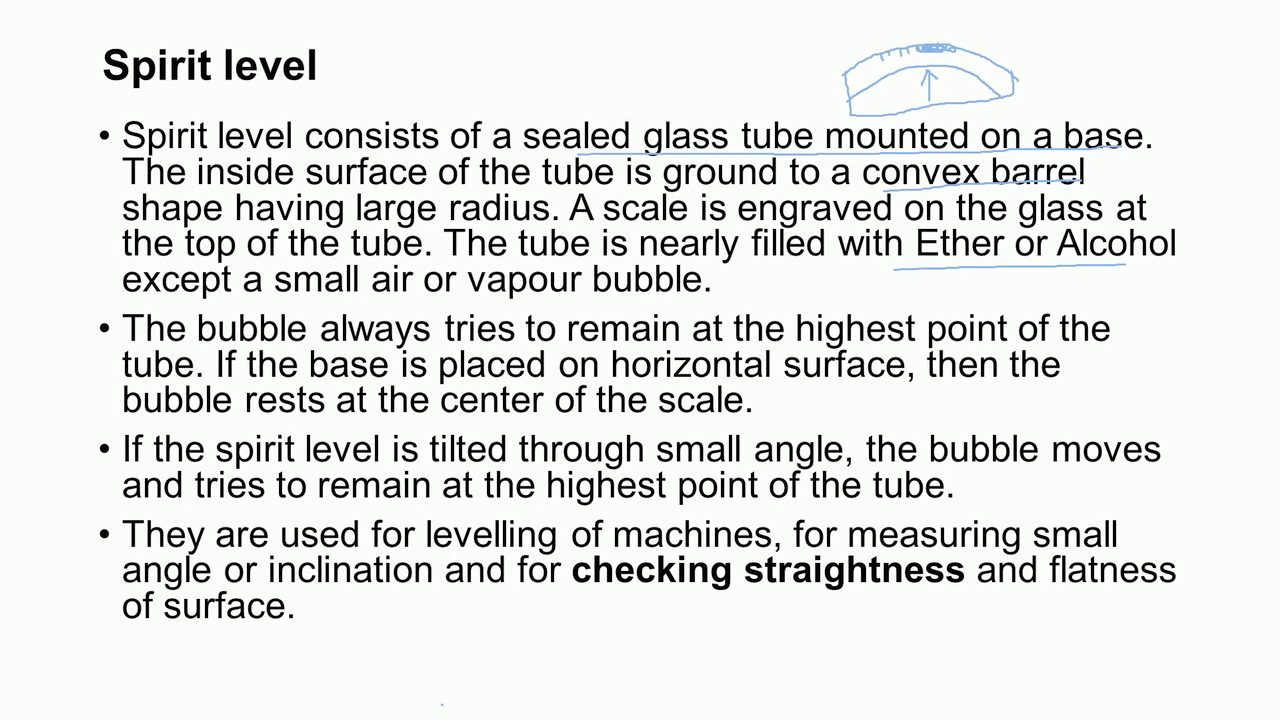 Spirit level
• Spirit level consists of a sealed glass tube mounted on a base.
The inside surface of the tube is ground to a convex barrel
shape having large radius. A scale is engraved on the glass at
the top of the tube. The tube is nearly filled with Ether or Alcohol
except a small air or vapour bubble.
• The bubble always tries to remain at the highest point of the
tube. If the base is placed on horizontal surface, then the
bubble rests at the center of the scale.
• If the spirit level is tilted through small angle, the bubble moves
and tries to remain at the highest point of the tube.
• They are used for levelling of machines, for measuring small
angle or inclination and for checking straightness and flatness
of surface.